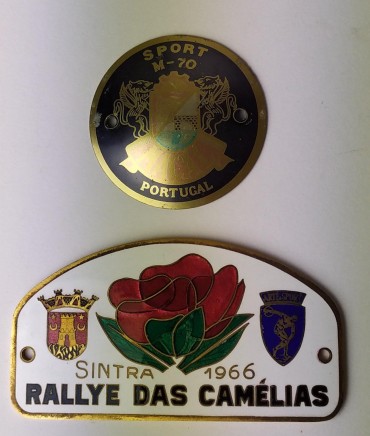 SPORT
M-70
PORTUGAL
SINTRA 1966
RALLYE DAS CAMÉLIAS